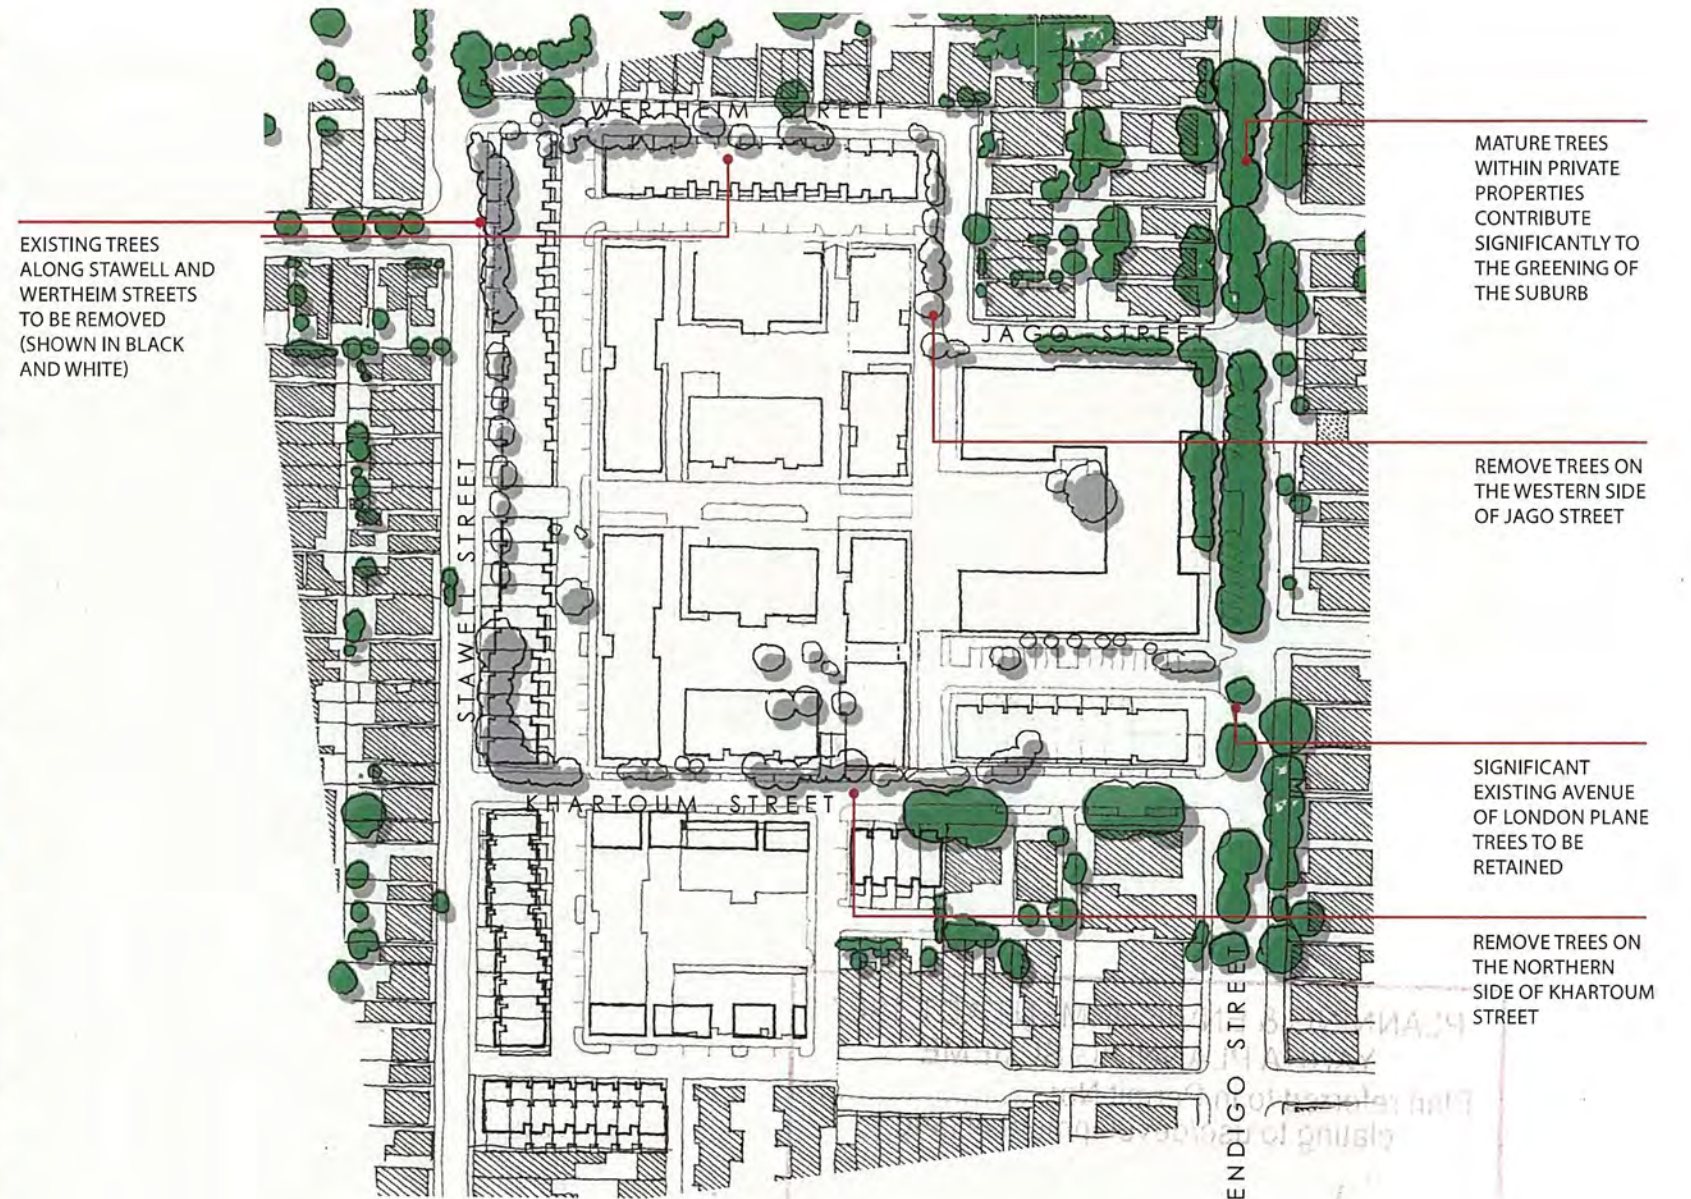 WERTHEIM STREET
MATURE TREES
WITHIN PRIVATE
PROPERTIES
CONTRIBUTE
SIGNIFICANTLY TO
THE GREENING OF
THE SUBURB
EXISTING TREES
ALONG STAWELL AND
WERTHEIM STREETS
TO BE REMOVED
(SHOWN IN BLACK
AND WHITE)
JAGO STREET
REMOVE TREES ON
THE WESTERN SIDE
OF JAGO STREET
STAWELL STREET
SIGNIFICANT
EXISTING AVENUE
OF LONDON PLANE
TREES TO BE
RETAINED
KHARTOUM STREET
REMOVE TREES ON
THE NORTHERN
SIDE OF KHARTOUM
STREET
ENDIGO STREET